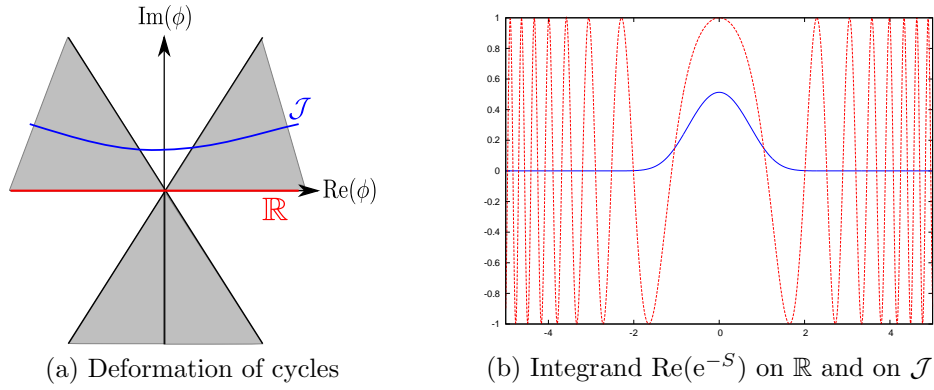 Im(ϕ)
𝒥
Re(ϕ)
ℝ
(a) Deformation of cycles
1
0.8
0.6
0.4
0.2
0
-0.2
-0.4
-0.6
-0.8
-1
-4 -2 0 2 4
(b) Integrand Re(e^{-S}) on ℝ and on 𝒥